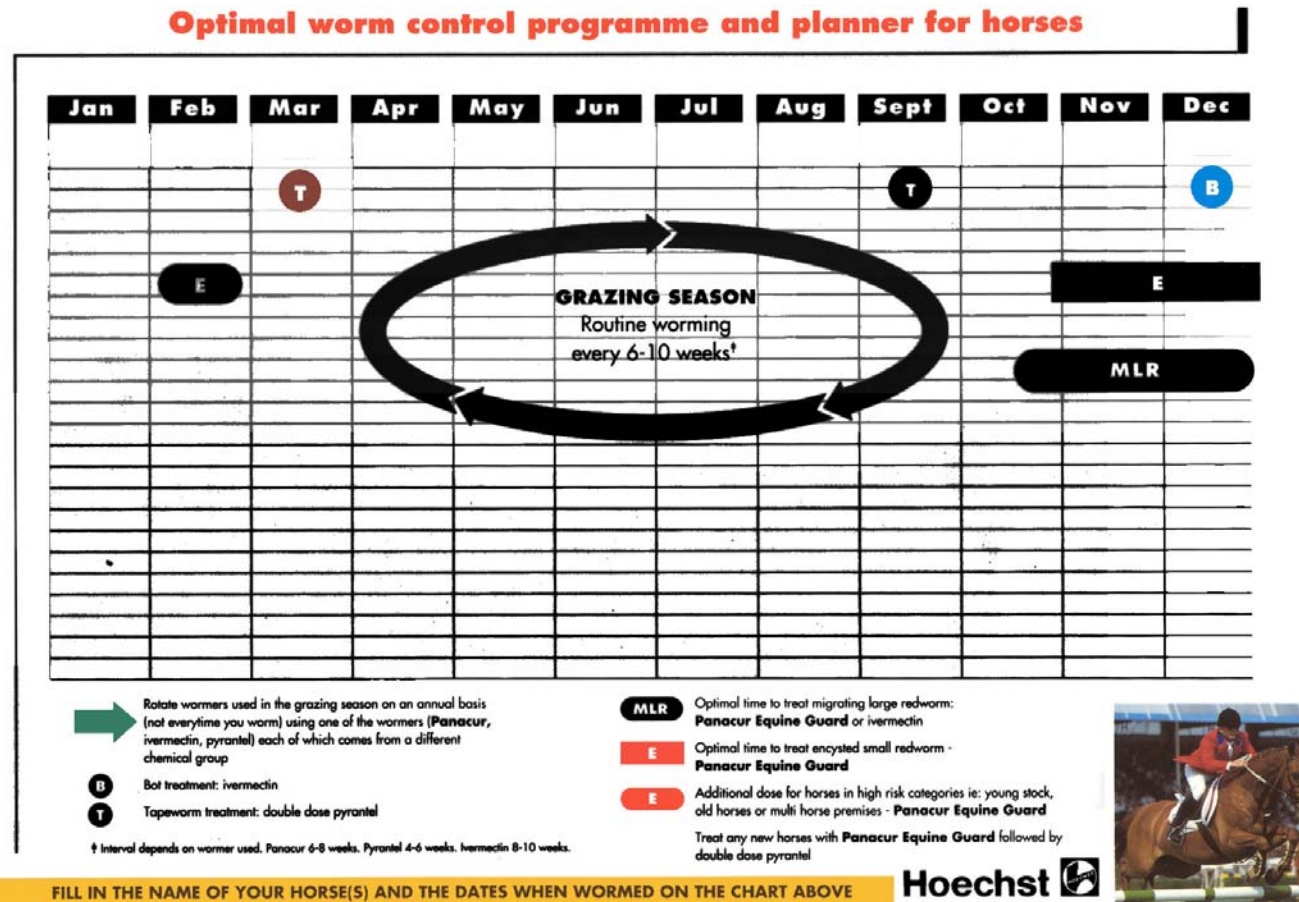 Optimal worm control programme and planner for horses
Jan Feb Mar Apr May Jun Jul Aug Sept Oct Nov Dec
T T B
E E
GRAZING SEASON
Routine worming
every 6-10 weeks†
MLR
Rotate wormers used in the grazing season on an annual basis
(not everytime you worm) using one of the wormers (Panacur,
ivermectin, pyrantel) each of which comes from a different
chemical group
B Bot treatment: ivermectin
T Tapeworm treatment: double dose pyrantel
† Interval depends on wormer used. Panacur 6-8 weeks. Pyrantel 4-6 weeks. Ivermectin 8-10 weeks.
MLR Optimal time to treat migrating large redworm:
Panacur Equine Guard or ivermectin
E Optimal time to treat encysted small redworm -
Panacur Equine Guard
E Additional dose for horses in high risk categories ie: young stock,
old horses or multi horse premises - Panacur Equine Guard
Treat any new horses with Panacur Equine Guard followed by
double dose pyrantel
FILL IN THE NAME OF YOUR HORSE(S) AND THE DATES WHEN WORMED ON THE CHART ABOVE
Hoechst